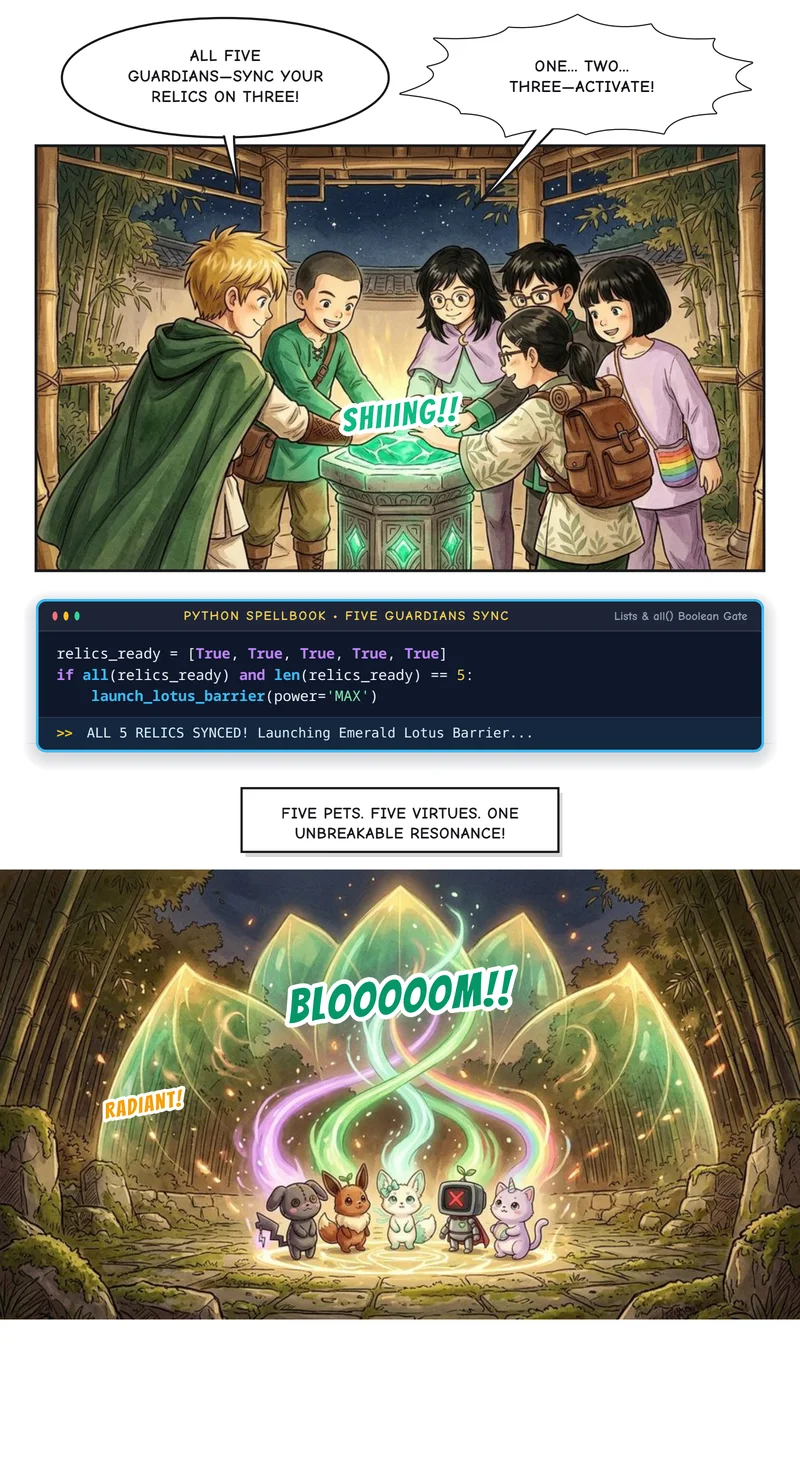 ALL FIVE
GUARDIANS—SYNC YOUR
RELICS ON THREE!
ONE... TWO...
THREE—ACTIVATE!
SHIIING!!
PYTHON SPELLBOOK • FIVE GUARDIANS SYNC
Lists & all() Boolean Gate
relics_ready = [True, True, True, True, True]
if all(relics_ready) and len(relics_ready) == 5:
    launch_lotus_barrier(power='MAX')
>> ALL 5 RELICS SYNCED! Launching Emerald Lotus Barrier...
FIVE PETS. FIVE VIRTUES. ONE
UNBREAKABLE RESONANCE!
BLOOOOOM!!
RADIANT!